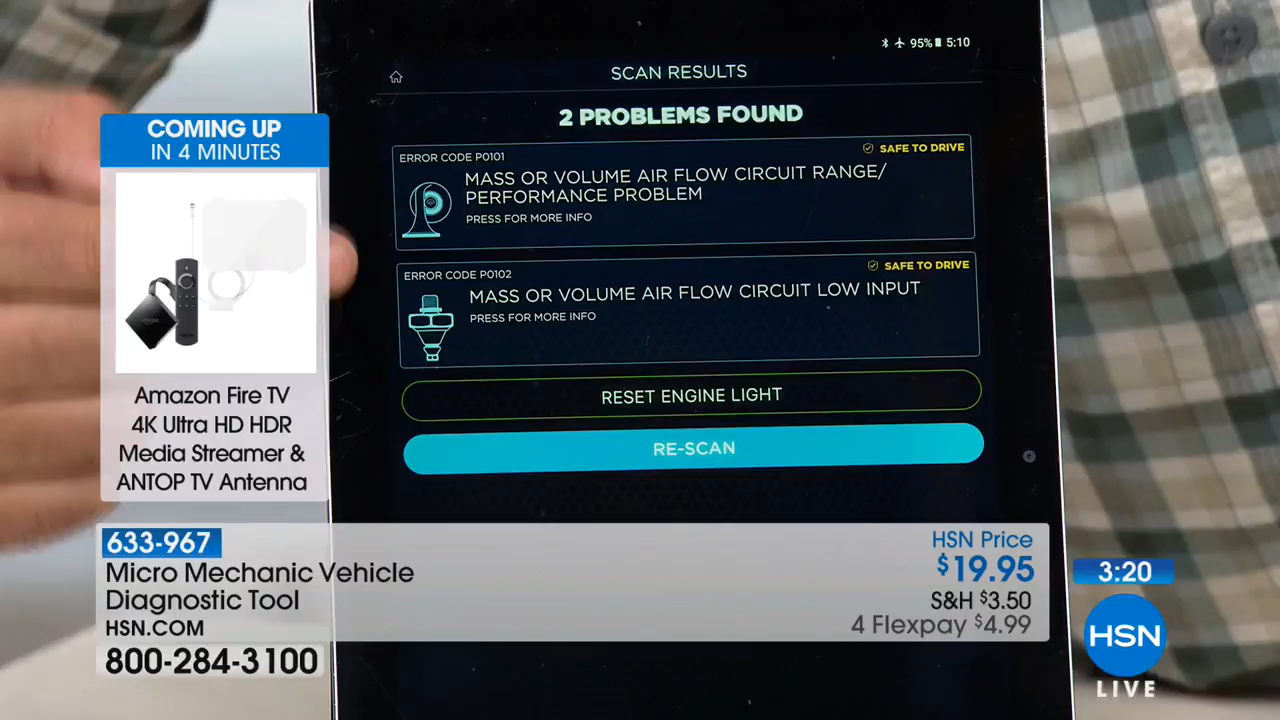 95% 5:10
SCAN RESULTS
2 PROBLEMS FOUND
ERROR CODE P0101
SAFE TO DRIVE
MASS OR VOLUME AIR FLOW CIRCUIT RANGE/
PERFORMANCE PROBLEM
PRESS FOR MORE INFO
ERROR CODE P0102
SAFE TO DRIVE
MASS OR VOLUME AIR FLOW CIRCUIT LOW INPUT
PRESS FOR MORE INFO
RESET ENGINE LIGHT
RE-SCAN
COMING UP
IN 4 MINUTES
Amazon Fire TV
4K Ultra HD HDR
Media Streamer &
ANTOP TV Antenna
633-967
Micro Mechanic Vehicle
Diagnostic Tool
HSN.COM
800-284-3100
HSN Price
$19.95
S&H $3.50
4 Flexpay $4.99
3:20
HSN
LIVE